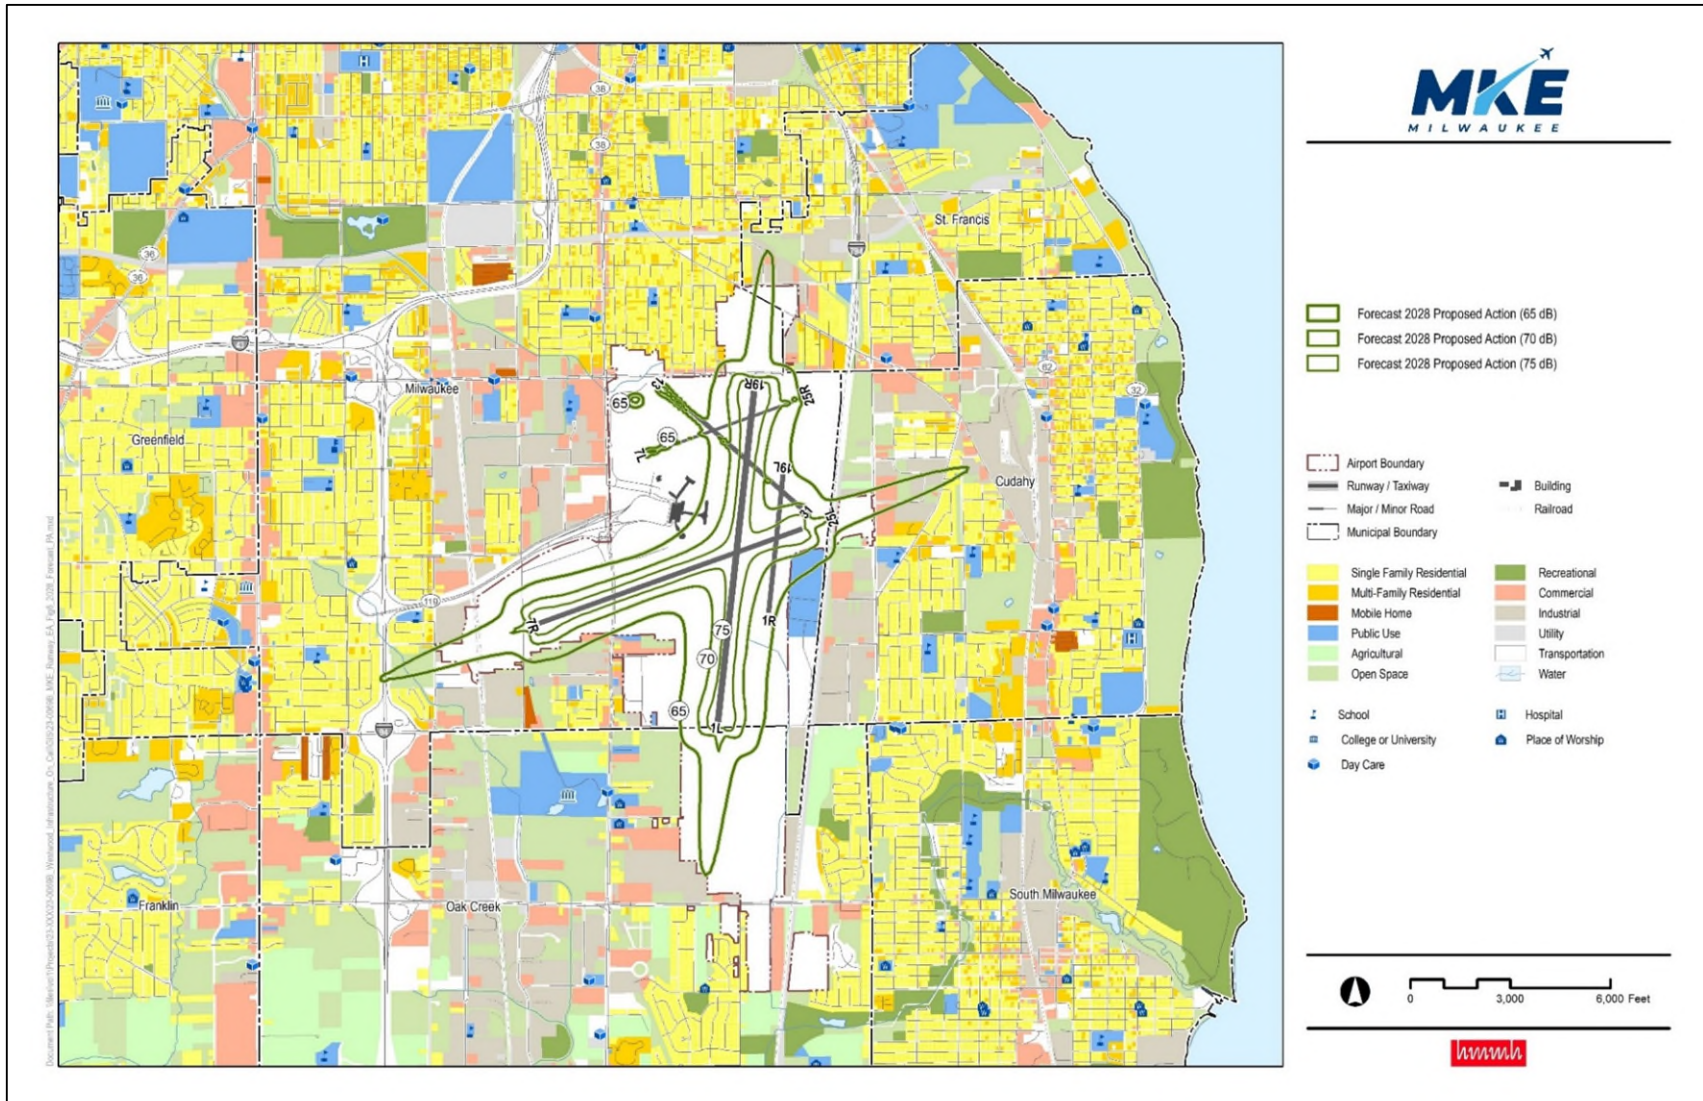 MKE
MILWAUKEE
Forecast 2028 Proposed Action (65 dB)
Forecast 2028 Proposed Action (70 dB)
Forecast 2028 Proposed Action (75 dB)
Airport Boundary
Runway / Taxiway
Building
Major / Minor Road
Railroad
Municipal Boundary
Single Family Residential
Recreational
Multi-Family Residential
Commercial
Mobile Home
Industrial
Public Use
Utility
Agricultural
Transportation
Open Space
Water
School
Hospital
College or University
Place of Worship
Day Care
0
3,000
6,000 Feet
hmmh
38
38
36
36
St. Francis
Milwaukee
Greenfield
Cudahy
62
32
119
13
19R
25R
65
65
7L
19L
31
25L
7R
1R
75
70
65
1L
Franklin
Oak Creek
South Milwaukee